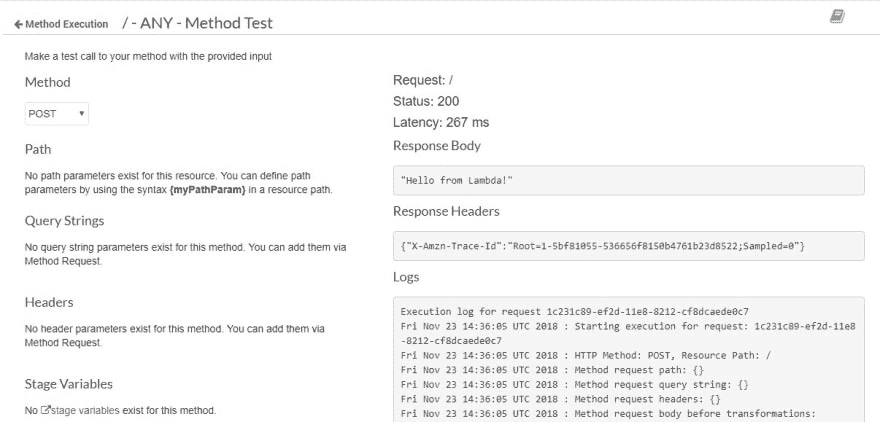 Method Execution / - ANY - Method Test
Make a test call to your method with the provided input
Method
POST
Path
No path parameters exist for this resource. You can define path
parameters by using the syntax {myPathParam} in a resource path.
Query Strings
No query string parameters exist for this method. You can add them via
Method Request.
Headers
No header parameters exist for this method. You can add them via
Method Request.
Stage Variables
No stage variables exist for this method.
Request: /
Status: 200
Latency: 267 ms
Response Body
"Hello from Lambda!"
Response Headers
{"X-Amzn-Trace-Id":"Root=1-5bf81055-536656f8150b4761b23d8522;Sampled=0"}
Logs
Execution log for request 1c231c89-ef2d-11e8-8212-cf8dcaede0c7
Fri Nov 23 14:36:05 UTC 2018 : Starting execution for request: 1c231c89-ef2d-11e8
-8212-cf8dcaede0c7
Fri Nov 23 14:36:05 UTC 2018 : HTTP Method: POST, Resource Path: /
Fri Nov 23 14:36:05 UTC 2018 : Method request path: {}
Fri Nov 23 14:36:05 UTC 2018 : Method request query string: {}
Fri Nov 23 14:36:05 UTC 2018 : Method request headers: {}
Fri Nov 23 14:36:05 UTC 2018 : Method request body before transformations: